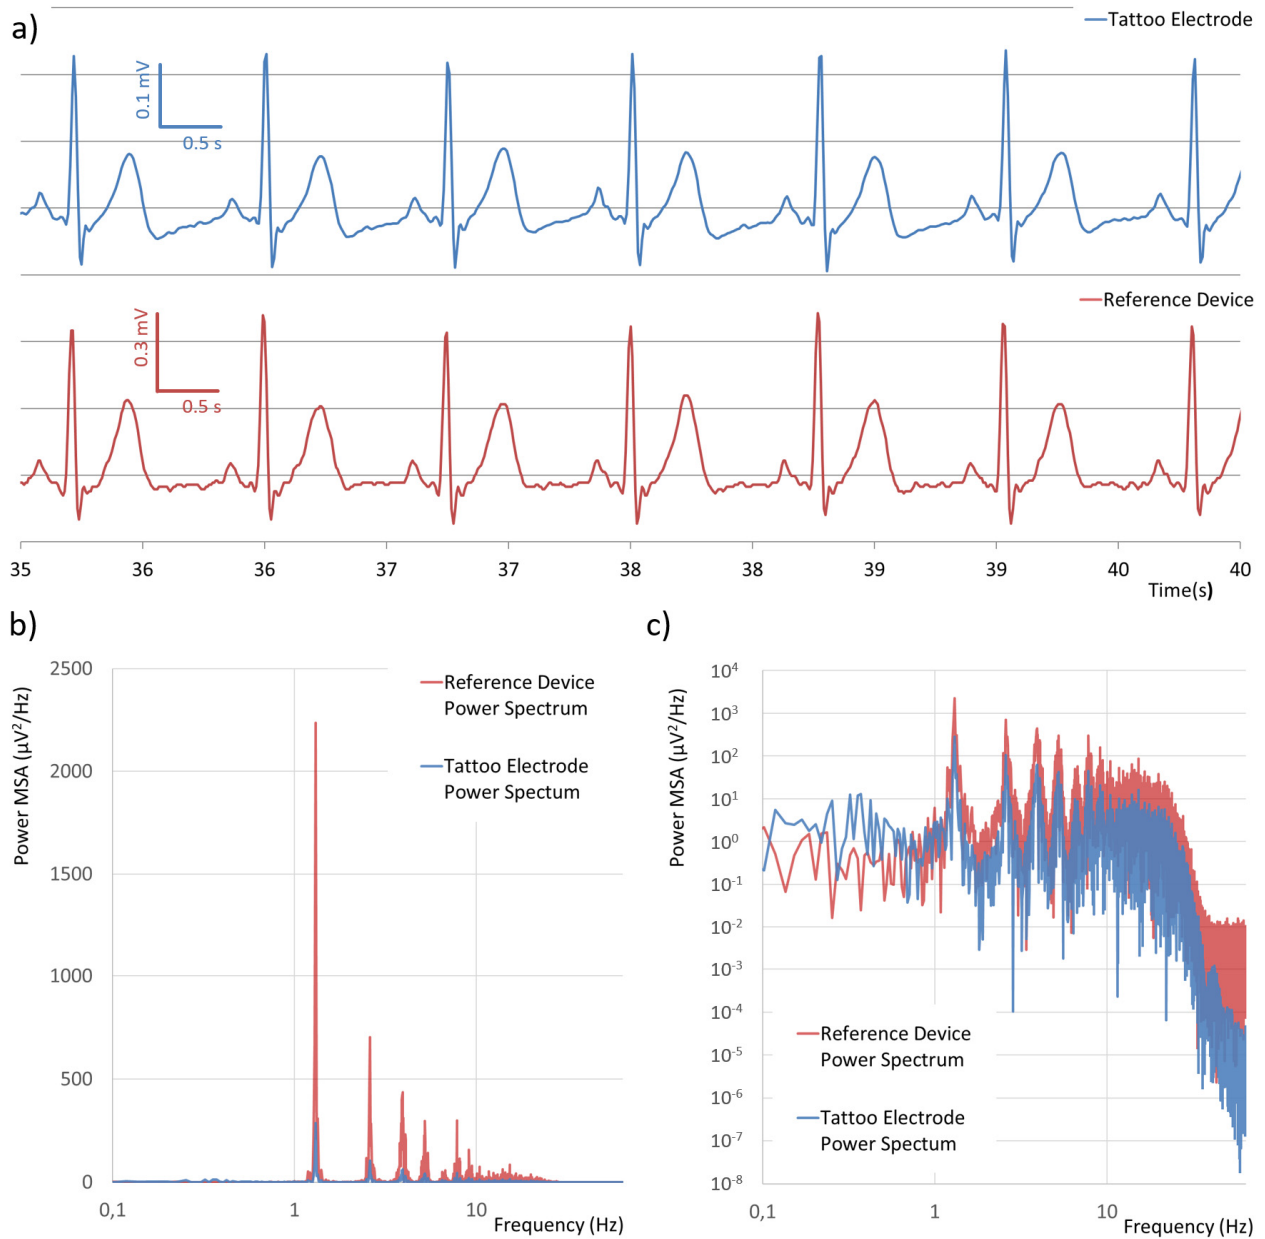 a)
Tattoo Electrode
0.1 mV
0.5 s
Reference Device
0.3 mV
0.5 s
35 36 36 37 37 38 38 39 39 40 40
Time(s)
b)
Power MSA (µV²/Hz)
2500
2000
1500
1000
500
0
Reference Device
Power Spectrum
Tattoo Electrode
Power Spectum
0,1 1 10
Frequency (Hz)
c)
Power MSA (µV²/Hz)
10⁴
10³
10²
10¹
10⁰
10⁻¹
10⁻²
10⁻³
10⁻⁴
10⁻⁵
10⁻⁶
10⁻⁷
10⁻⁸
Reference Device
Power Spectrum
Tattoo Electrode
Power Spectum
0,1 1 10
Frequency (Hz)